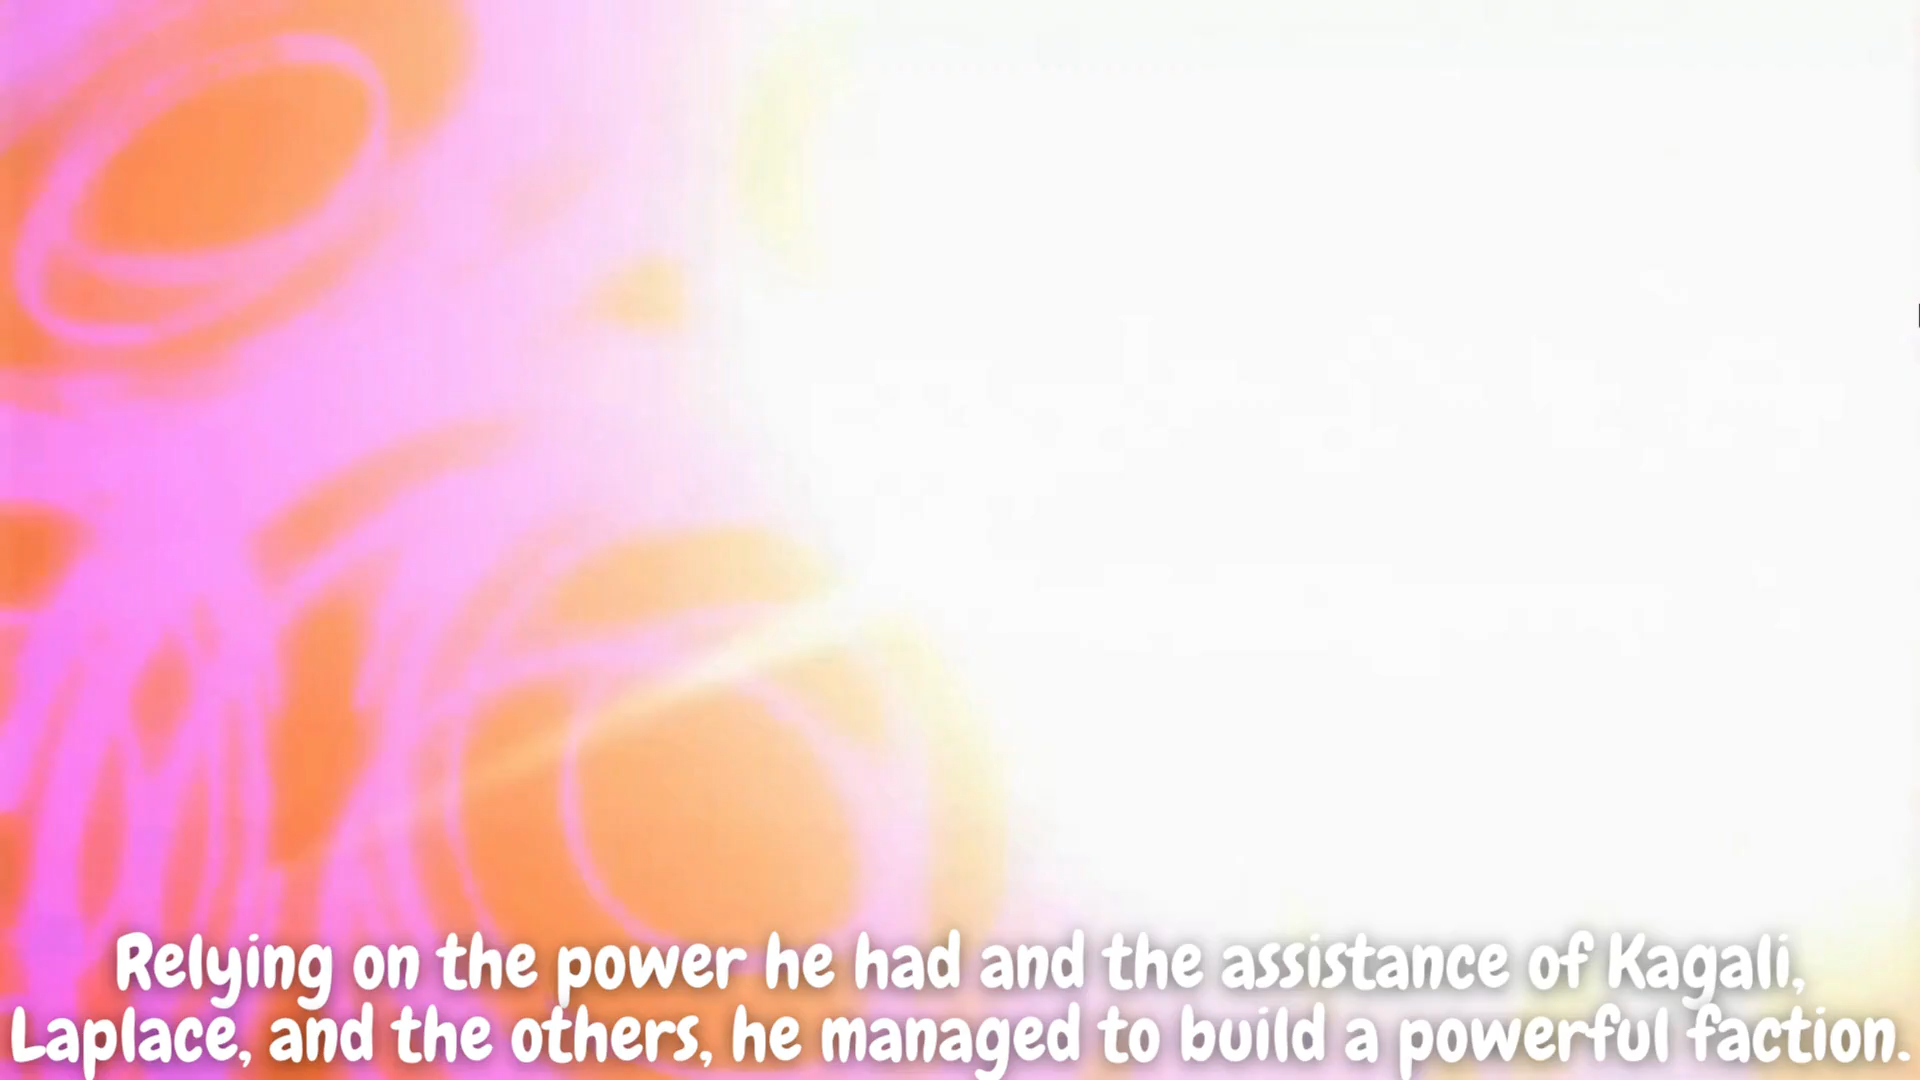 Relying on the power he had and the assistance of Kagali,
Laplace, and the others, he managed to build a powerful faction.